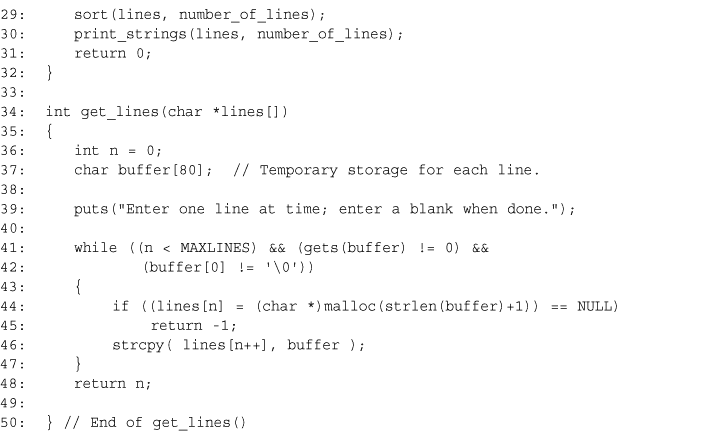 29:     sort(lines, number_of_lines);
30:     print_strings(lines, number_of_lines);
31:     return 0;
32:  }
33:
34:  int get_lines(char *lines[])
35:  {
36:     int n = 0;
37:     char buffer[80];  // Temporary storage for each line.
38:
39:     puts("Enter one line at time; enter a blank when done.");
40:
41:     while ((n < MAXLINES) && (gets(buffer) != 0) &&
42:             (buffer[0] != '\0'))
43:     {
44:         if ((lines[n] = (char *)malloc(strlen(buffer)+1)) == NULL)
45:             return -1;
46:         strcpy( lines[n++], buffer );
47:     }
48:     return n;
49:
50:  } // End of get_lines()